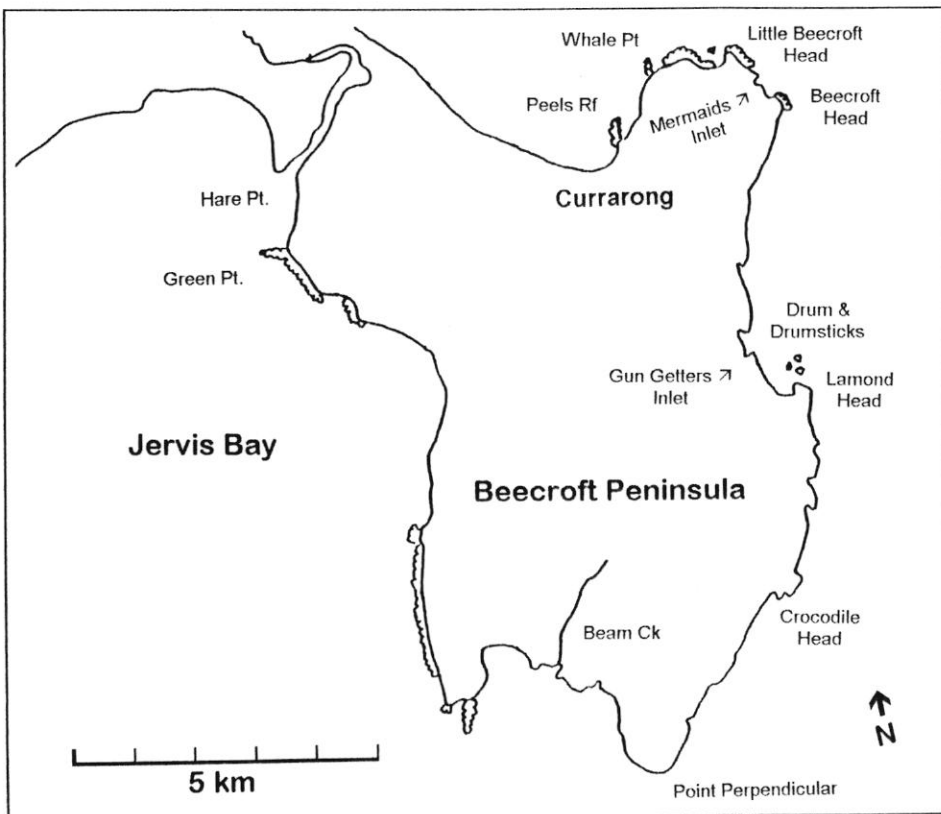 Whale Pt
Little Beecroft
Head
Peels Rf
Mermaids ↗
Inlet
Beecroft
Head
Hare Pt.
Currarong
Green Pt.
Drum &
Drumsticks
Gun Getters ↗
Inlet
Lamond
Head
Jervis Bay
Beecroft Peninsula
Beam Ck
Crocodile
Head
N
5 km
Point Perpendicular